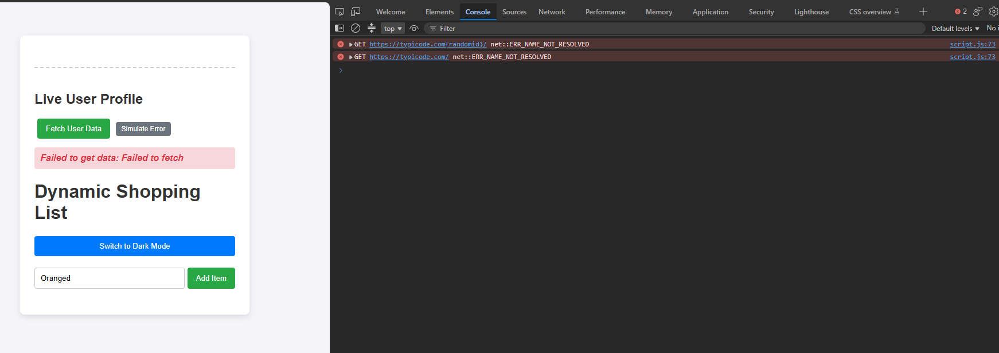 Welcome Elements Console Sources Network Performance Memory Application Security Lighthouse CSS overview 2
top Filter Default levels No i
GET https://typicode.com{randomid}/ net::ERR_NAME_NOT_RESOLVED script.js:73
GET https://typicode.com/ net::ERR_NAME_NOT_RESOLVED script.js:73
Live User Profile
Fetch User Data Simulate Error
Failed to get data: Failed to fetch
Dynamic Shopping
List
Switch to Dark Mode
Oranged Add Item